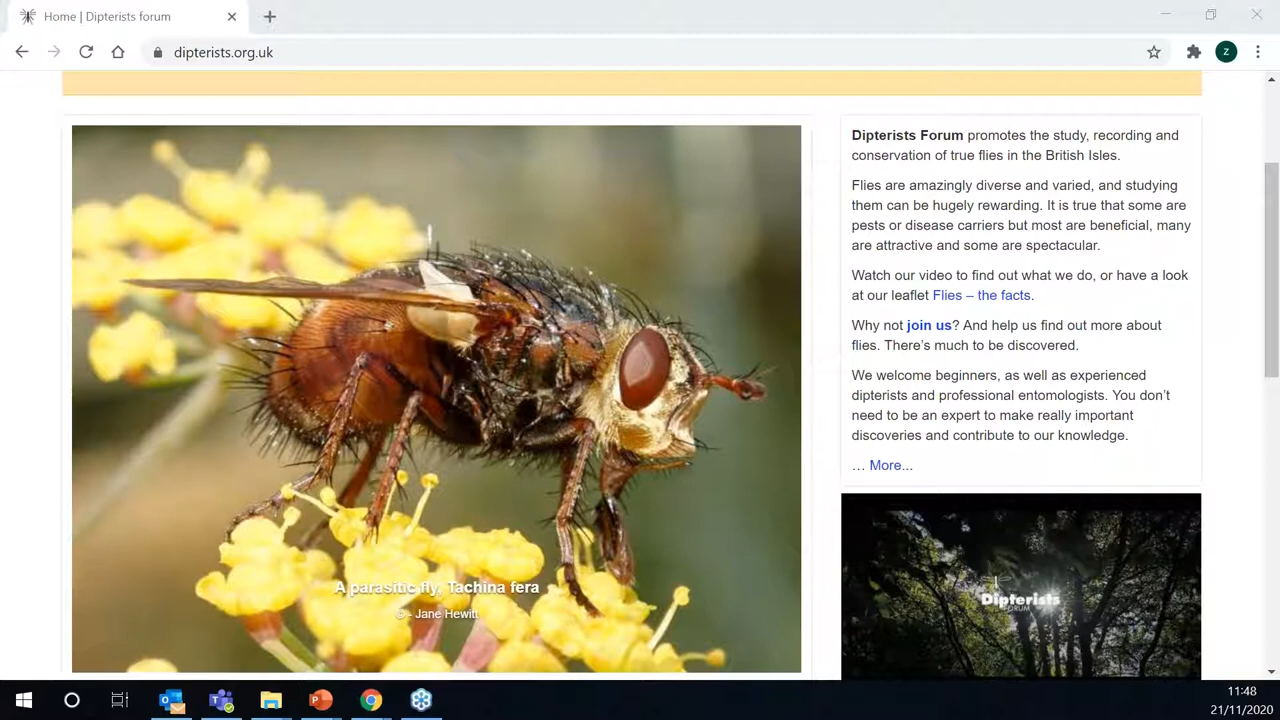 Home | Dipterists forum
dipterists.org.uk
Z
A parasitic fly, Tachina fera
© - Jane Hewitt
Dipterists Forum promotes the study, recording and
conservation of true flies in the British Isles.
Flies are amazingly diverse and varied, and studying
them can be hugely rewarding. It is true that some are
pests or disease carriers but most are beneficial, many
are attractive and some are spectacular.
Watch our video to find out what we do, or have a look
at our leaflet Flies – the facts.
Why not join us? And help us find out more about
flies. There’s much to be discovered.
We welcome beginners, as well as experienced
dipterists and professional entomologists. You don’t
need to be an expert to make really important
discoveries and contribute to our knowledge.
… More...
Dipterists
FORUM
11:48
21/11/2020